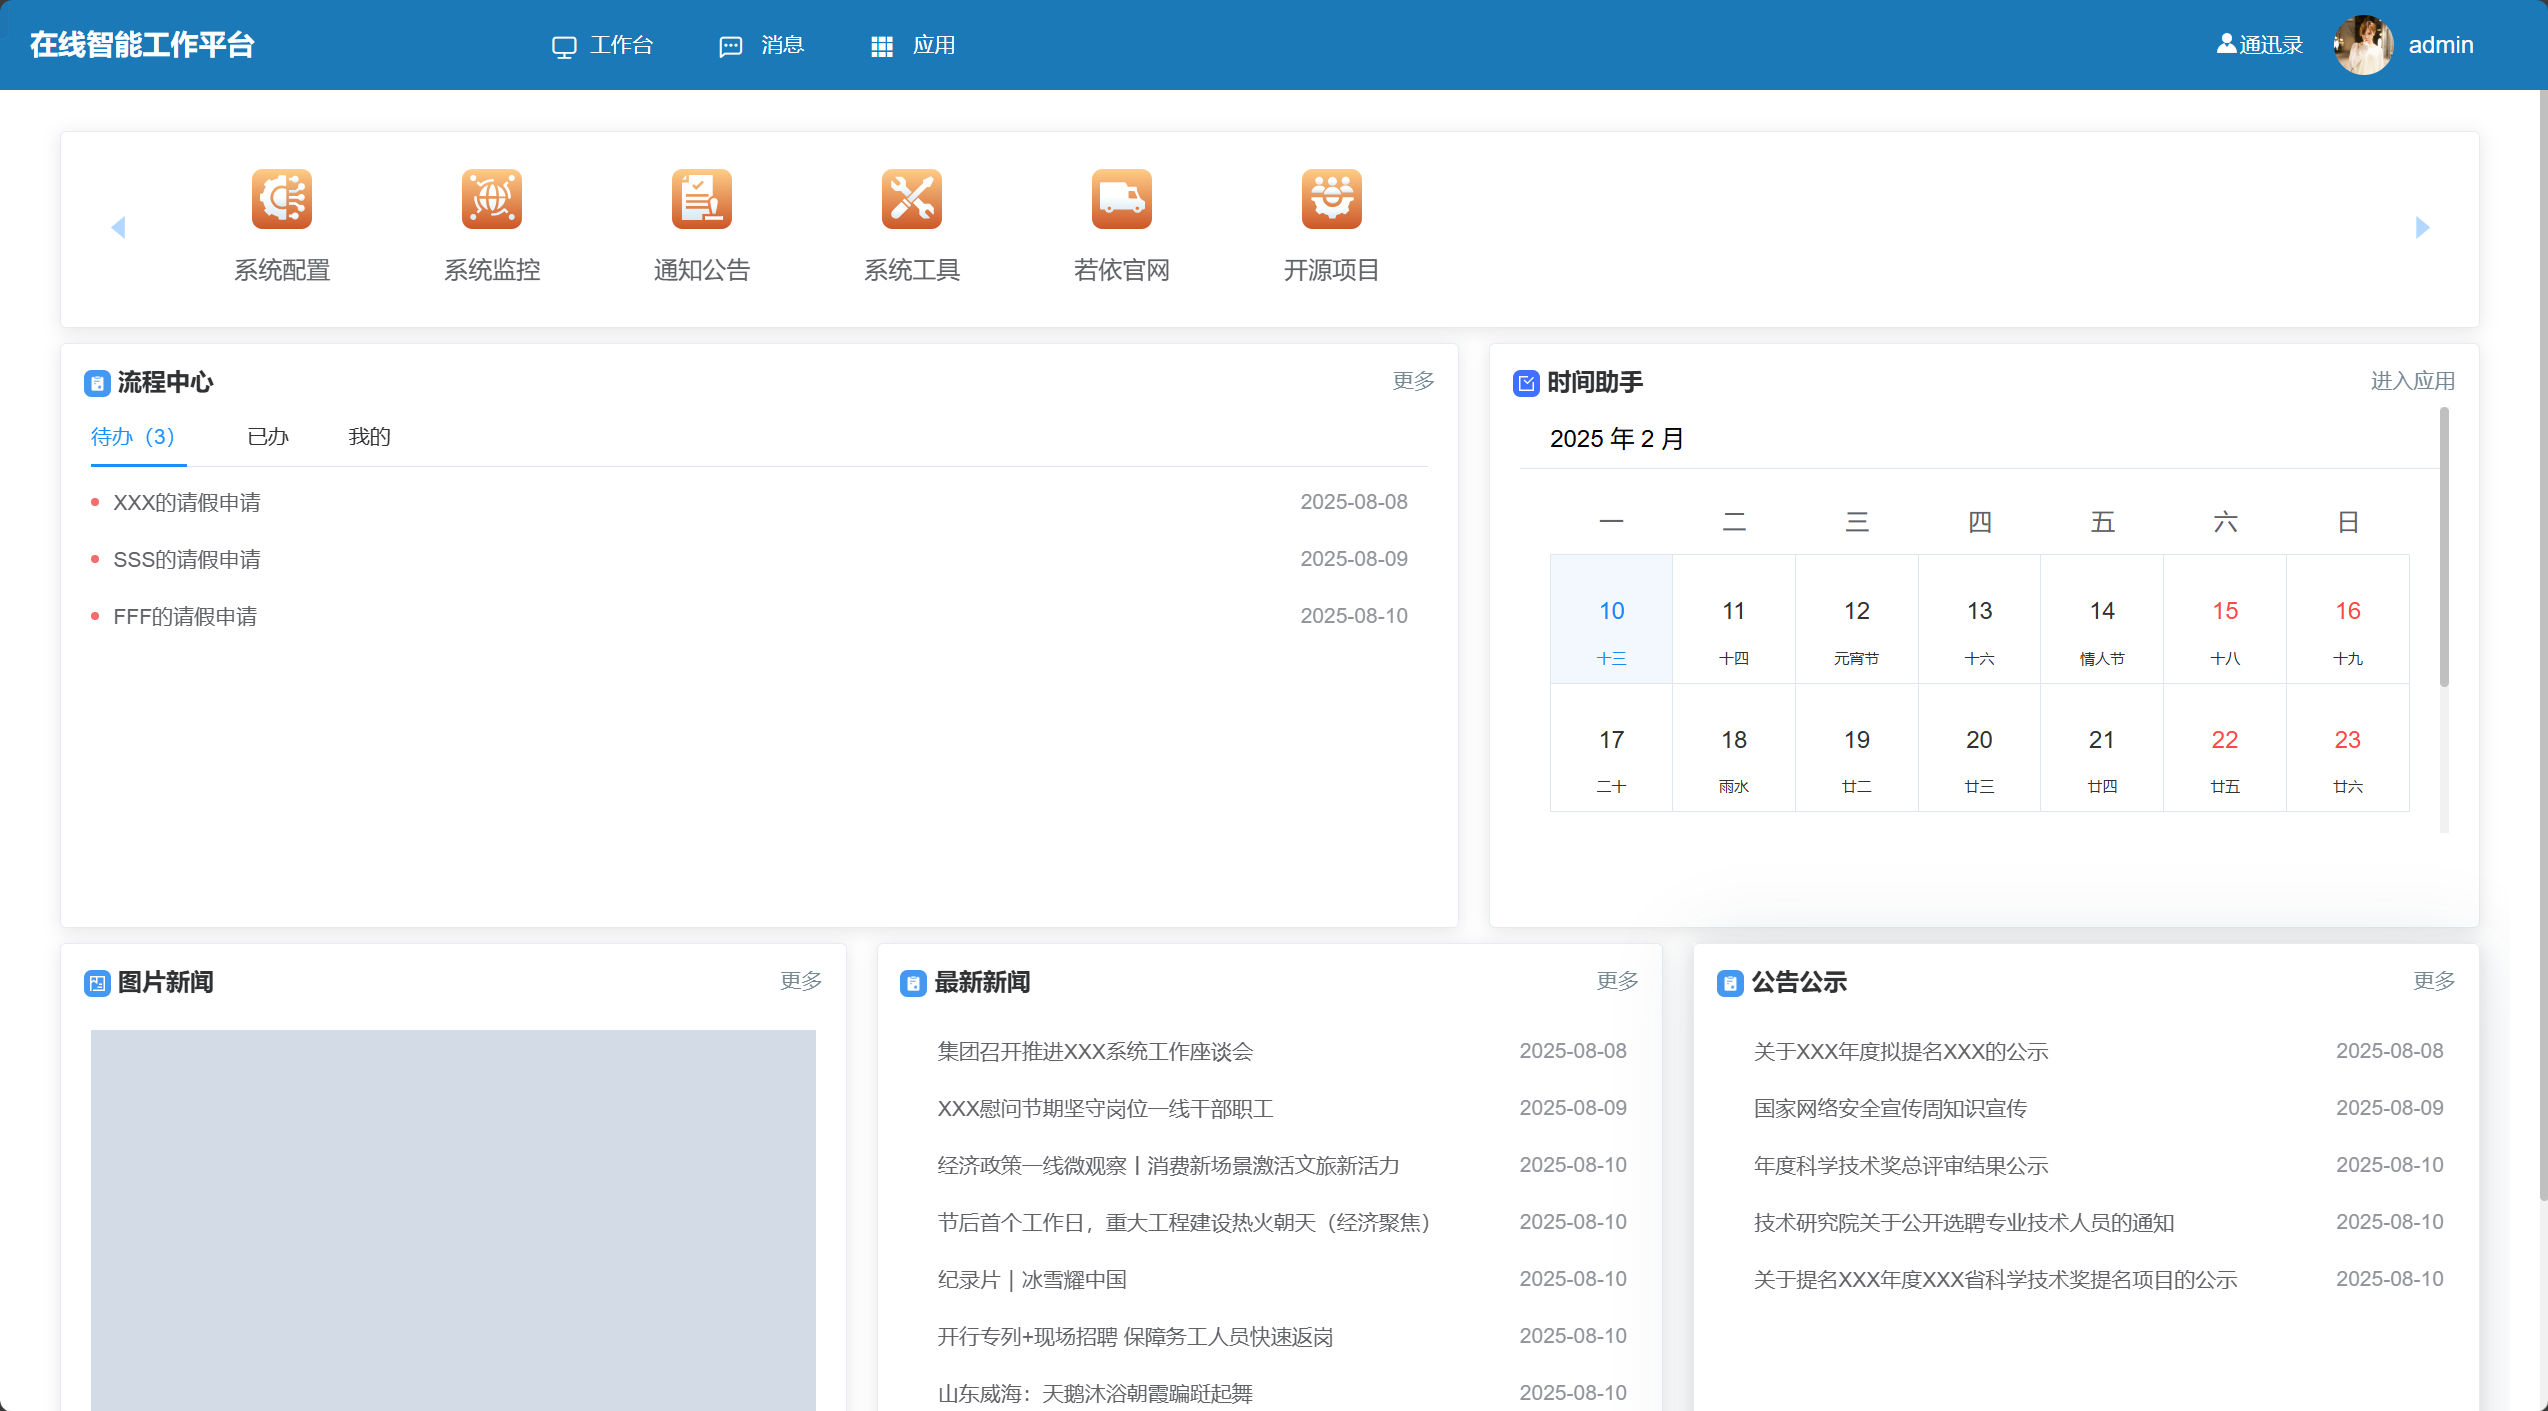 在线智能工作平台
工作台
消息
应用
通迅录
admin
系统配置
系统监控
通知公告
系统工具
若依官网
开源项目
流程中心
更多
待办（3）
已办
我的
XXX的请假申请 2025-08-08
SSS的请假申请 2025-08-09
FFF的请假申请 2025-08-10
时间助手
进入应用
2025 年 2 月
一 二 三 四 五 六 日
10 11 12 13 14 15 16
十三 十四 元宵节 十六 情人节 十八 十九
17 18 19 20 21 22 23
二十 雨水 廿二 廿三 廿四 廿五 廿六
图片新闻
更多
最新新闻
更多
集团召开推进XXX系统工作座谈会 2025-08-08
XXX慰问节期坚守岗位一线干部职工 2025-08-09
经济政策一线微观察丨消费新场景激活文旅新活力 2025-08-10
节后首个工作日，重大工程建设热火朝天（经济聚焦） 2025-08-10
纪录片 | 冰雪耀中国 2025-08-10
开行专列+现场招聘 保障务工人员快速返岗 2025-08-10
山东威海：天鹅沐浴朝霞蹁跹起舞 2025-08-10
公告公示
更多
关于XXX年度拟提名XXX的公示 2025-08-08
国家网络安全宣传周知识宣传 2025-08-09
年度科学技术奖总评审结果公示 2025-08-10
技术研究院关于公开选聘专业技术人员的通知 2025-08-10
关于提名XXX年度XXX省科学技术奖提名项目的公示 2025-08-10